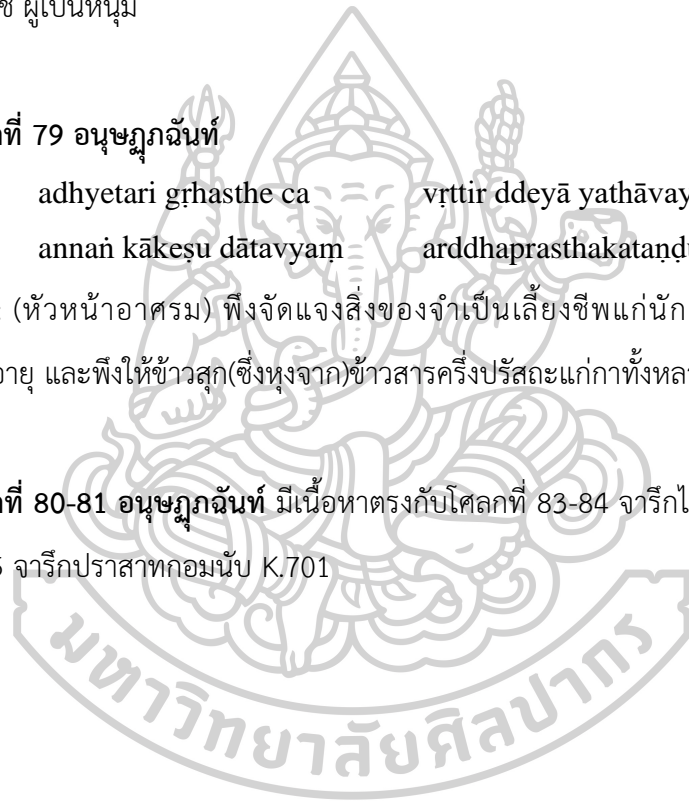 ผู้เป็นหนุ่ม
ที่ 79 อนุษฏุภฉันท์
adhyetari gṛhasthe ca vṛttir ddeyā
annaṅ kākeṣu dātavyaṃ
(หัวหน้าอาศรม) พึงจัดแจงสิ่งของจำเป็นเลี้ยงชีพแก่นัก
อายุ และพึงให้ข้าวสุก(ซึ่งหุงจาก)ข้าวสารครึ่งปรัสถะแก่กาทั้งหลาย
ที่ 80-81 อนุษฏุภฉันท์ มีเนื้อหาตรงกับโศลกที่ 83-84 จารึก
จารึกปราสาทกอมนับ K.701
มหาวิทยาลัยศิลปากร